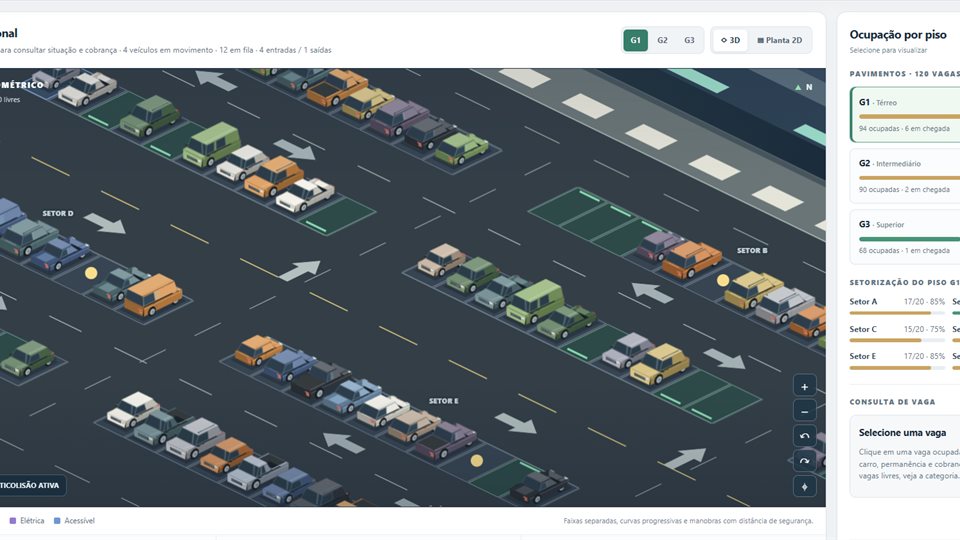 onal
ara consultar situação e cobrança · 4 veículos em movimento · 12 em fila · 4 entradas / 1 saídas
G1 G2 G3 3D Planta 2D
MÉTRICO
livres
N
SETOR D
SETOR B
SETOR E
+
−
TICOLISÃO ATIVA
Elétrica Acessível
Faixas separadas, curvas progressivas e manobras com distância de segurança.
Ocupação por piso
Selecione para visualizar
PAVIMENTOS · 120 VAGAS
G1 · Térreo
94 ocupadas · 6 em chegada
G2 · Intermediário
90 ocupadas · 2 em chegada
G3 · Superior
68 ocupadas · 1 em chegada
SETORIZAÇÃO DO PISO G1
Setor A 17/20 · 85% Se
Setor C 15/20 · 75% Se
Setor E 17/20 · 85% Se
CONSULTA DE VAGA
Selecione uma vaga
Clique em uma vaga ocupad
carro, permanência e cobran
vagas livres, veja a categoria.